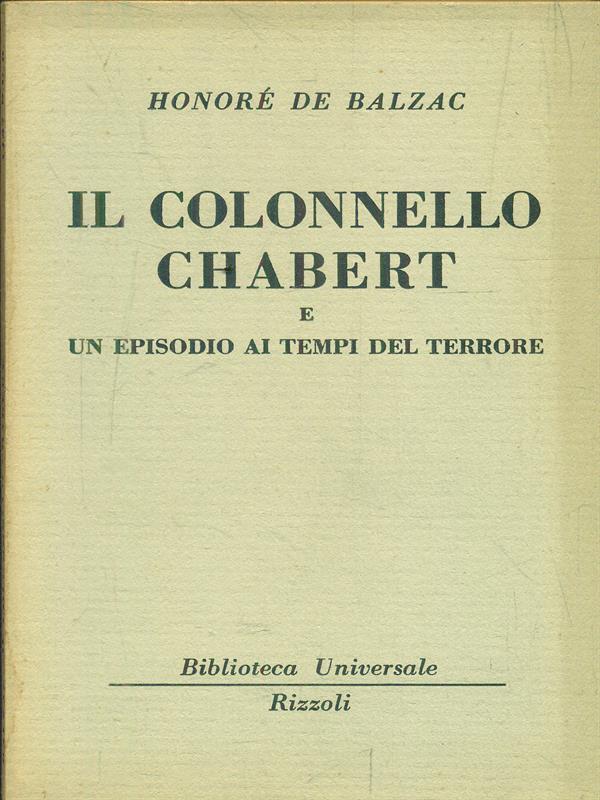 HONORÉ DE BALZAC
IL COLONNELLO
CHABERT
E
UN EPISODIO AI TEMPI DEL TERRORE
Biblioteca Universale
Rizzoli